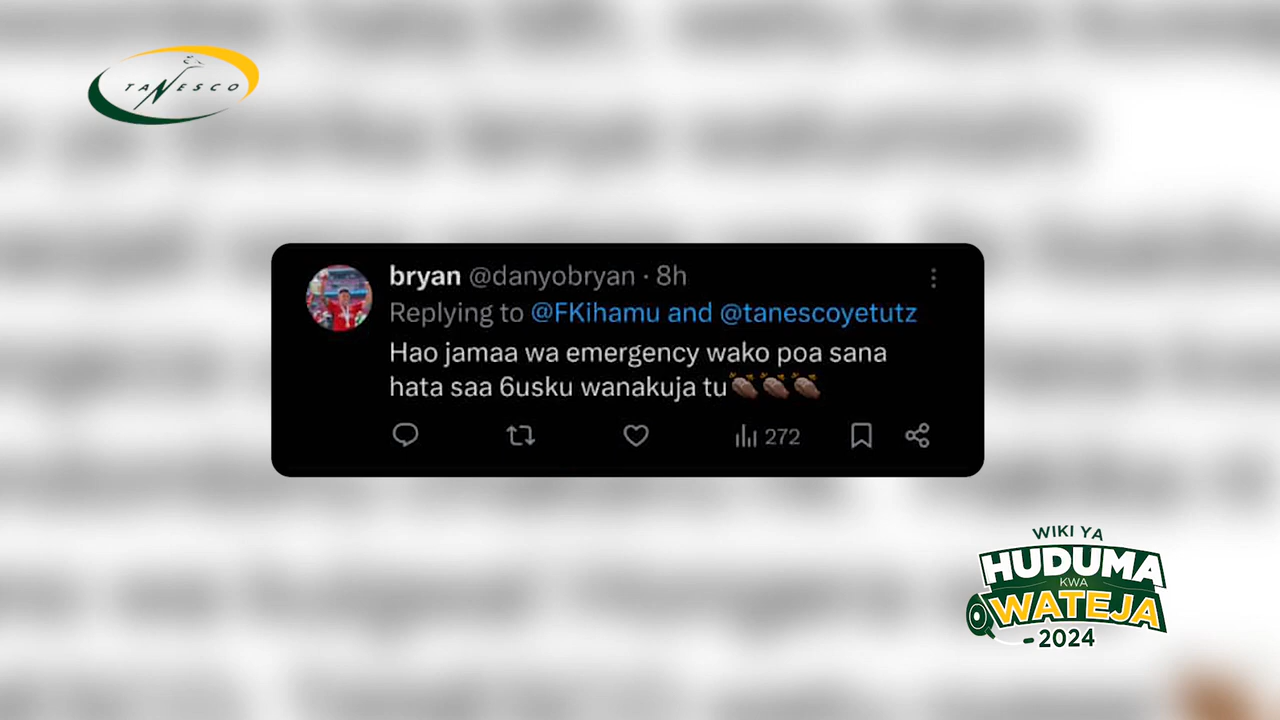 TANESCO
bryan @danyobryan · 8h
Replying to @FKihamu and @tanescoyetutz
Hao jamaa wa emergency wako poa sana
hata saa 6usku wanakuja tu👏🏾👏🏾👏🏾
272
WIKI YA
HUDUMA
KWA
WATEJA
2024